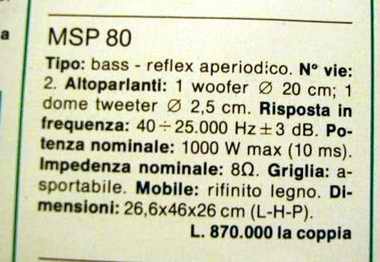 a
MSP 80
Tipo: bass - reflex aperiodico. N° vie:
2. Altoparlanti: 1 woofer Ø 20 cm; 1
dome tweeter Ø 2,5 cm. Risposta in
frequenza: 40÷25.000 Hz ± 3 dB. Po-
tenza nominale: 1000 W max (10 ms).
Impedenza nominale: 8Ω. Griglia: a-
sportabile. Mobile: rifinito legno. Di-
mensioni: 26,6x46x26 cm (L-H-P).
L. 870.000 la coppia